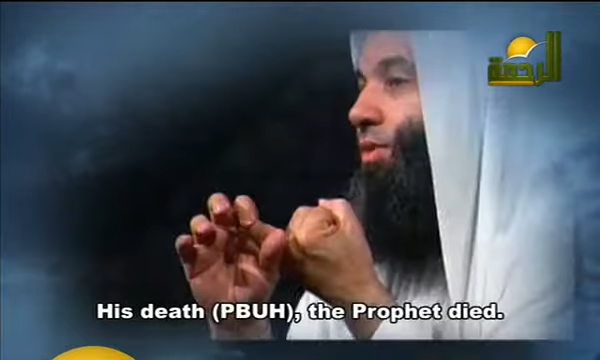 الرحمة
His death (PBUH), the Prophet died.